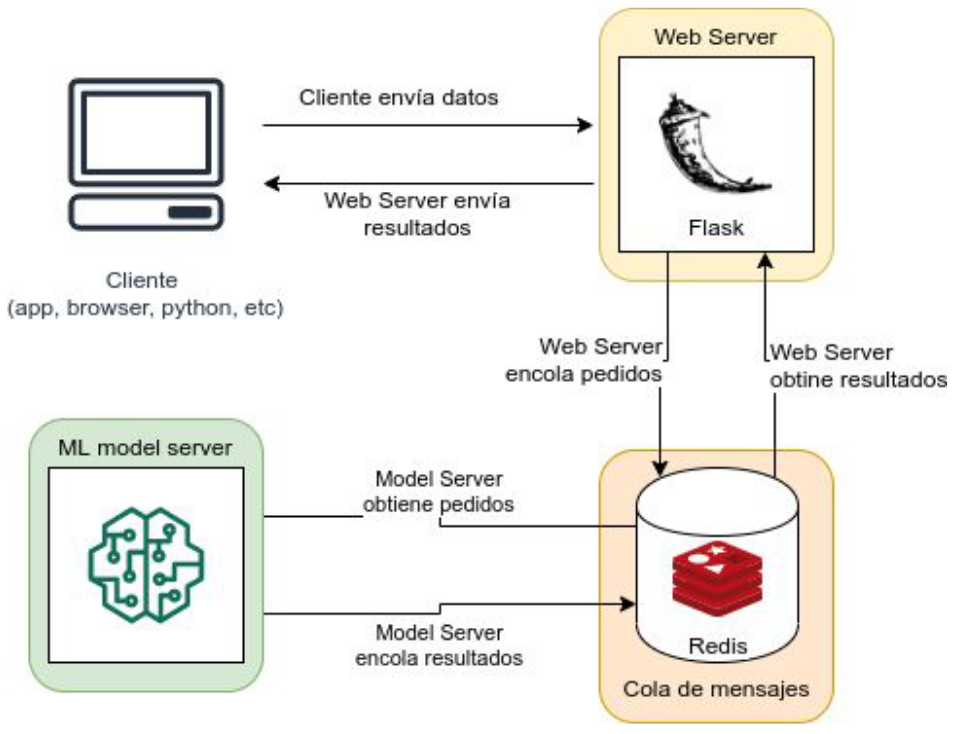 Web Server
Cliente envía datos
Web Server envía
resultados
Flask
Cliente
(app, browser, python, etc)
Web Server
encola pedidos
Web Server
obtine resultados
ML model server
Model Server
obtiene pedidos
Model Server
encola resultados
Redis
Cola de mensajes